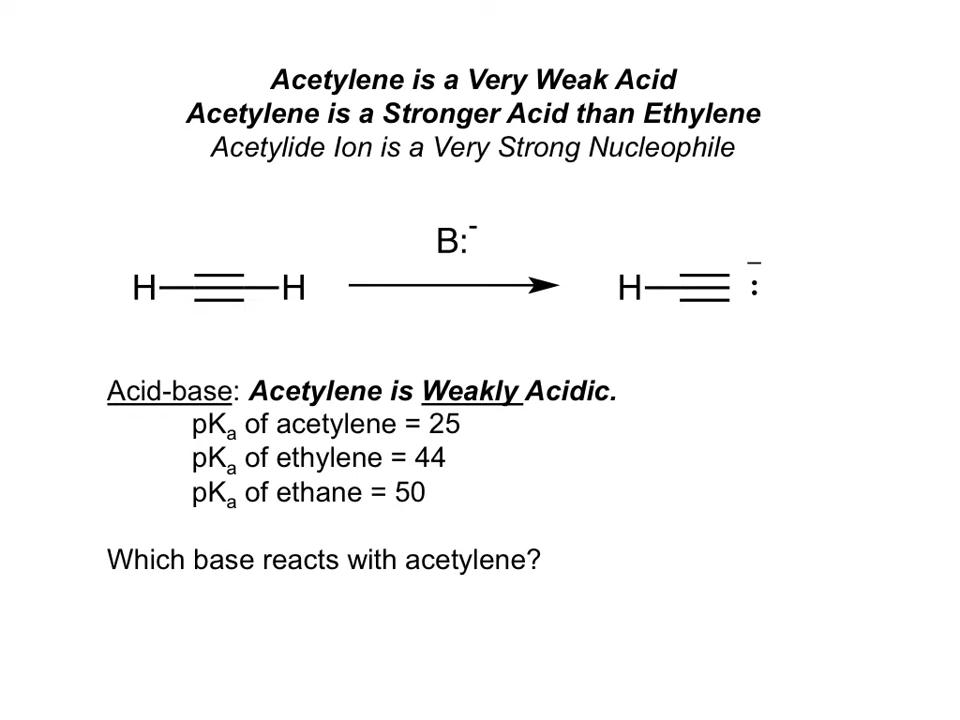 Acetylene is a Very Weak Acid
Acetylene is a Stronger Acid than Ethylene
Acetylide Ion is a Very Strong Nucleophile
B:-
H H H :
Acid-base: Acetylene is Weakly Acidic.
pKa of acetylene = 25
pKa of ethylene = 44
pKa of ethane = 50
Which base reacts with acetylene?